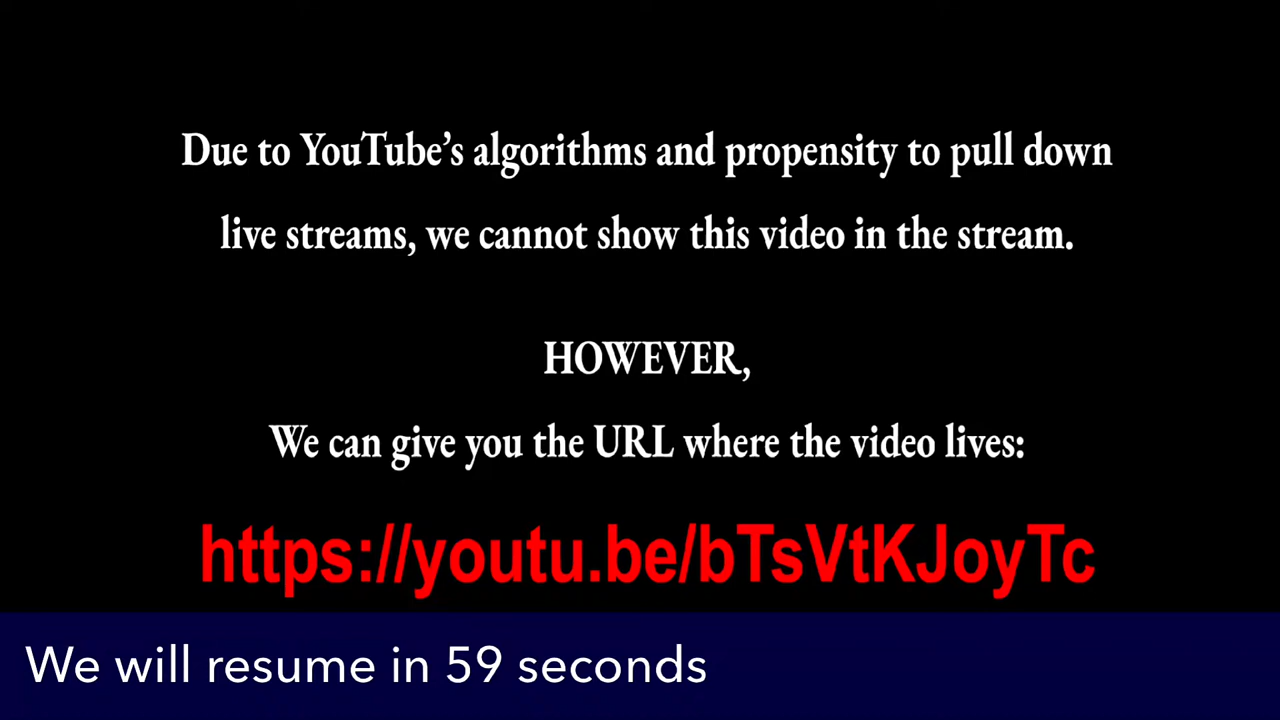 Due to YouTube’s algorithms and propensity to pull down
live streams, we cannot show this video in the stream.
HOWEVER,
We can give you the URL where the video lives:
https://youtu.be/bTsVtKJoyTc
We will resume in 59 seconds